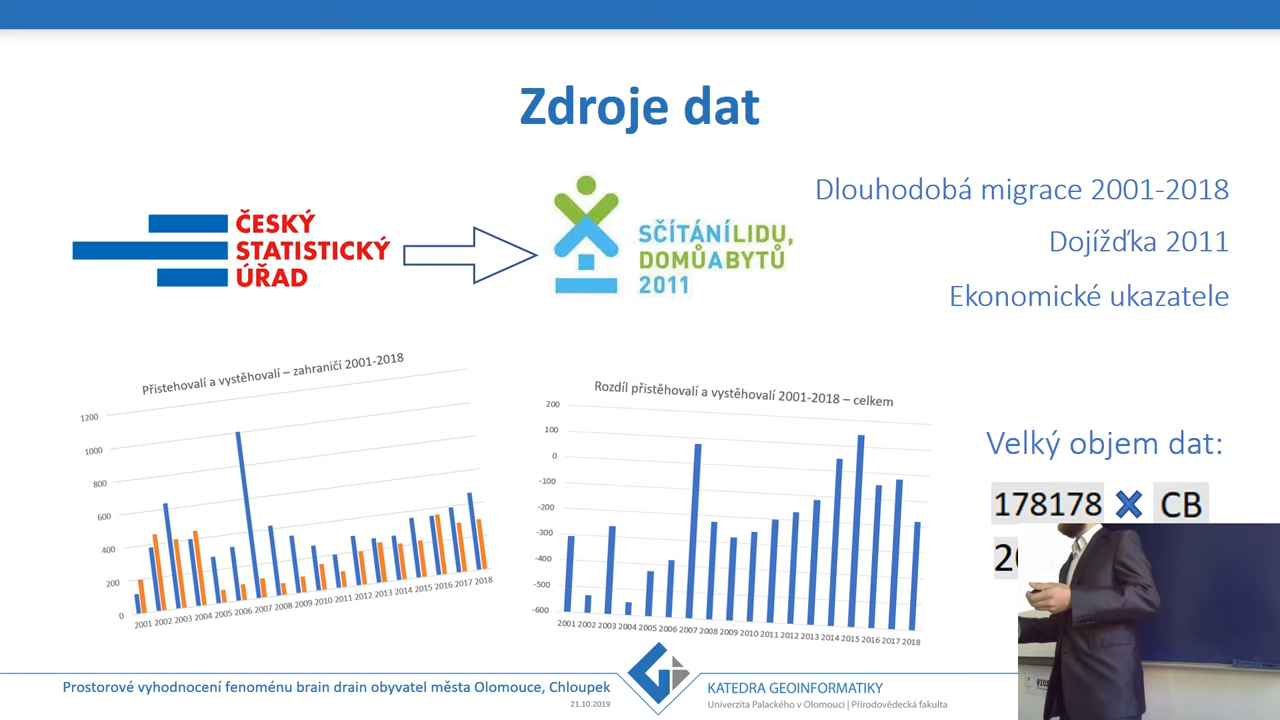 Zdroje dat
ČESKÝ
STATISTICKÝ
ÚŘAD
SČÍTÁNÍLIDU,
DOMŮABYTŮ
2011
Dlouhodobá migrace 2001-2018
Dojížďka 2011
Ekonomické ukazatele
Přistehovalí a vystěhovalí – zahraničí 2001-2018
1200
1000
800
600
400
200
0
2001 2002 2003 2004 2005 2006 2007 2008 2009 2010 2011 2012 2013 2014 2015 2016 2017 2018
Rozdíl přistěhovalí a vystěhovalí 2001-2018 – celkem
200
100
0
-100
-200
-300
-400
-500
-600
2001 2002 2003 2004 2005 2006 2007 2008 2009 2010 2011 2012 2013 2014 2015 2016 2017 2018
Velký objem dat:
178178 CB
Prostorové vyhodnocení fenoménu brain drain obyvatel města Olomouce, Chloupek
21.10.2019
KATEDRA GEOINFORMATIKY
Univerzita Palackého v Olomouci | Přírodovědecká fakulta